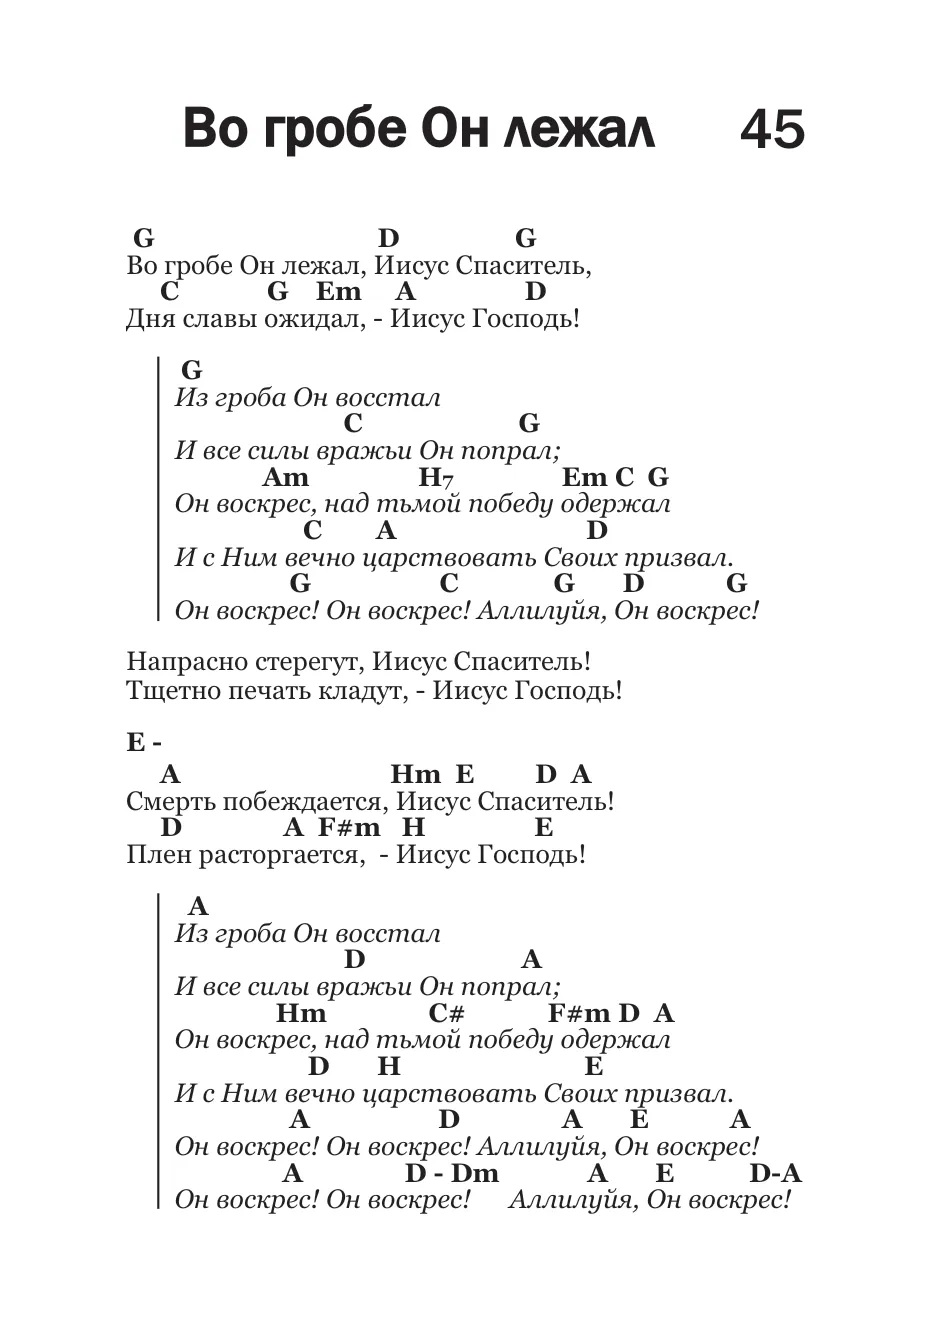 Во гробе Он лежал 45
G D G
Во гробе Он лежал, Иисус Спаситель,
C G Em A D
Дня славы ожидал, - Иисус Господь!
G
Из гроба Он восстал
C G
И все силы вражьи Он попрал;
Am H7 Em C G
Он воскрес, над тьмой победу одержал
C A D
И с Ним вечно царствовать Своих призвал.
G C G D G
Он воскрес! Он воскрес! Аллилуйя, Он воскрес!
Напрасно стерегут, Иисус Спаситель!
Тщетно печать кладут, - Иисус Господь!
E -
A Hm E D A
Смерть побеждается, Иисус Спаситель!
D A F#m H E
Плен расторгается, - Иисус Господь!
A
Из гроба Он восстал
D A
И все силы вражьи Он попрал;
Hm C# F#m D A
Он воскрес, над тьмой победу одержал
D H E
И с Ним вечно царствовать Своих призвал.
A D A E A
Он воскрес! Он воскрес! Аллилуйя, Он воскрес!
A D - Dm A E D-A
Он воскрес! Он воскрес! Аллилуйя, Он воскрес!